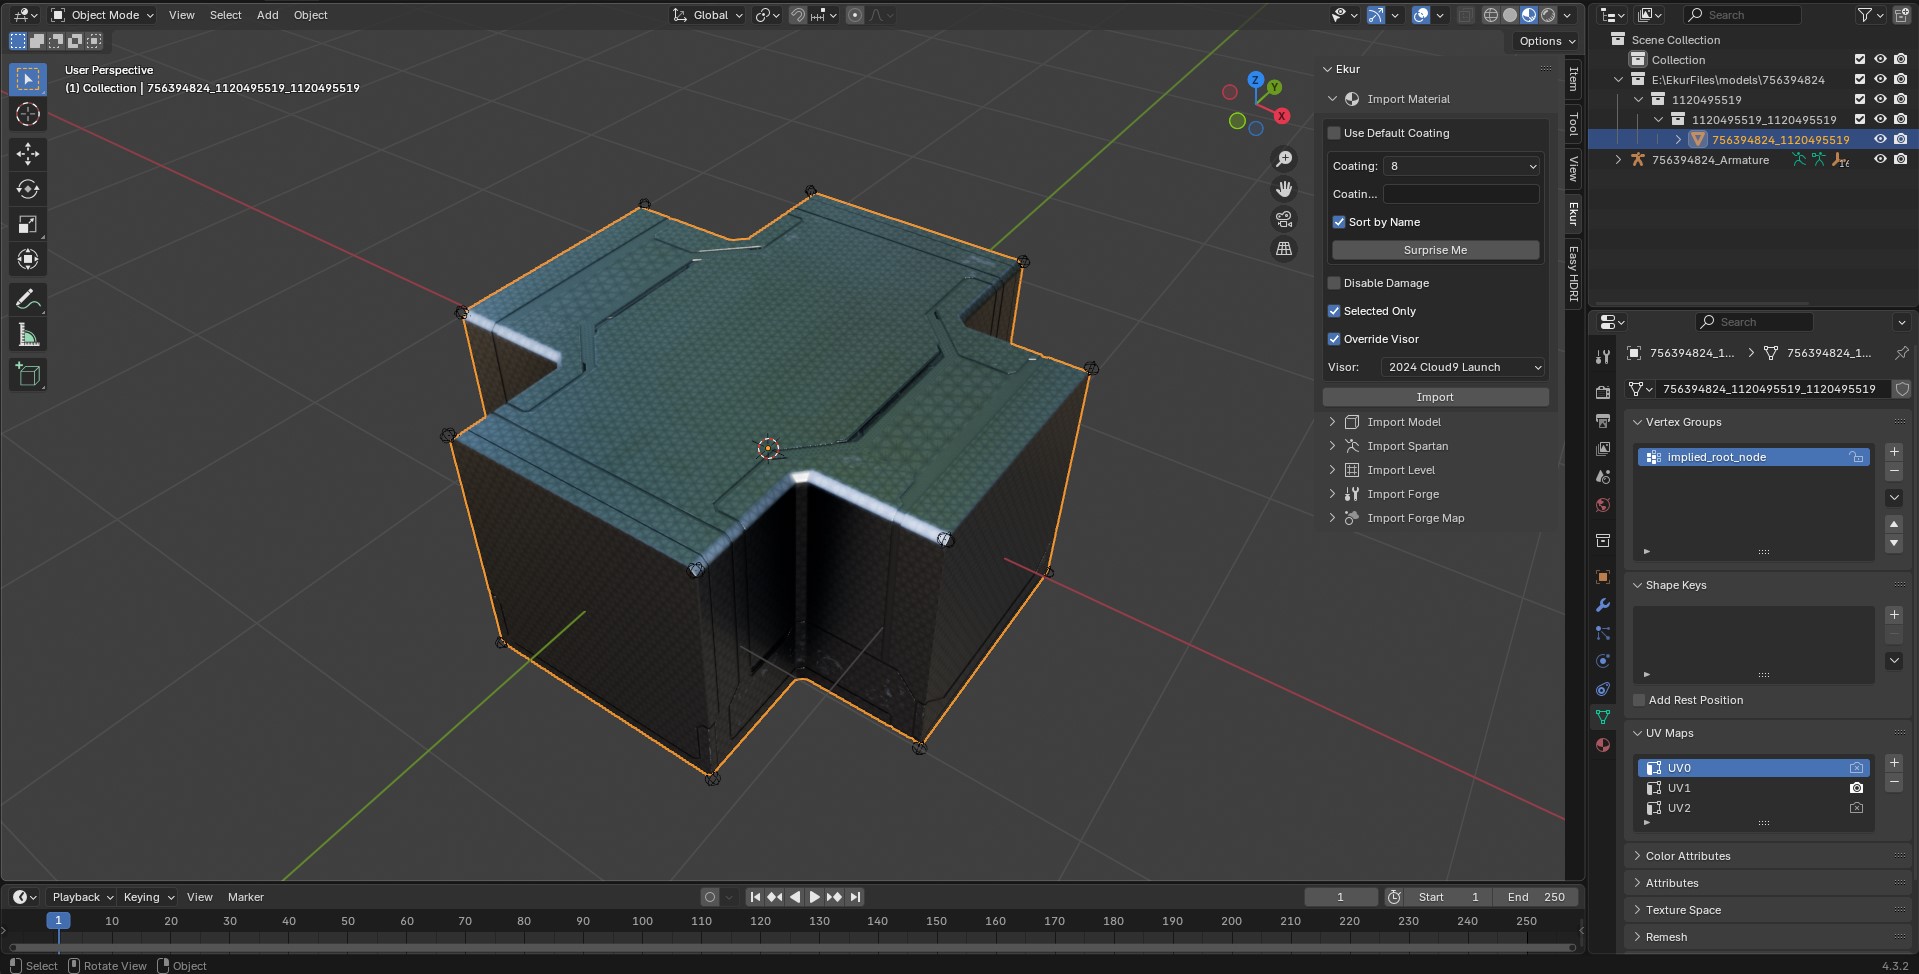 Object Mode
View
Select
Add
Object
Global
Options
User Perspective
(1) Collection | 756394824_1120495519_1120495519
Z
Y
X
Item
Tool
View
Ekur
Easy HDRI
Ekur
Import Material
Use Default Coating
Coating: 8
Coatin...
Sort by Name
Surprise Me
Disable Damage
Selected Only
Override Visor
Visor: 2024 Cloud9 Launch
Import
Import Model
Import Spartan
Import Level
Import Forge
Import Forge Map
Search
Scene Collection
Collection
E:\EkurFiles\models\756394824
1120495519
1120495519_1120495519
756394824_1120495519
756394824_Armature
Search
756394824_1... > 756394824_1...
756394824_1120495519_1120495519
Vertex Groups
implied_root_node
Shape Keys
Add Rest Position
UV Maps
UV0
UV1
UV2
Color Attributes
Attributes
Texture Space
Remesh
Playback
Keying
View
Marker
1
Start 1
End 250
1 10 20 30 40 50 60 70 80 90 100 110 120 130 140 150 160 170 180 190 200 210 220 230 240 250
Select
Rotate View
Object
4.3.2